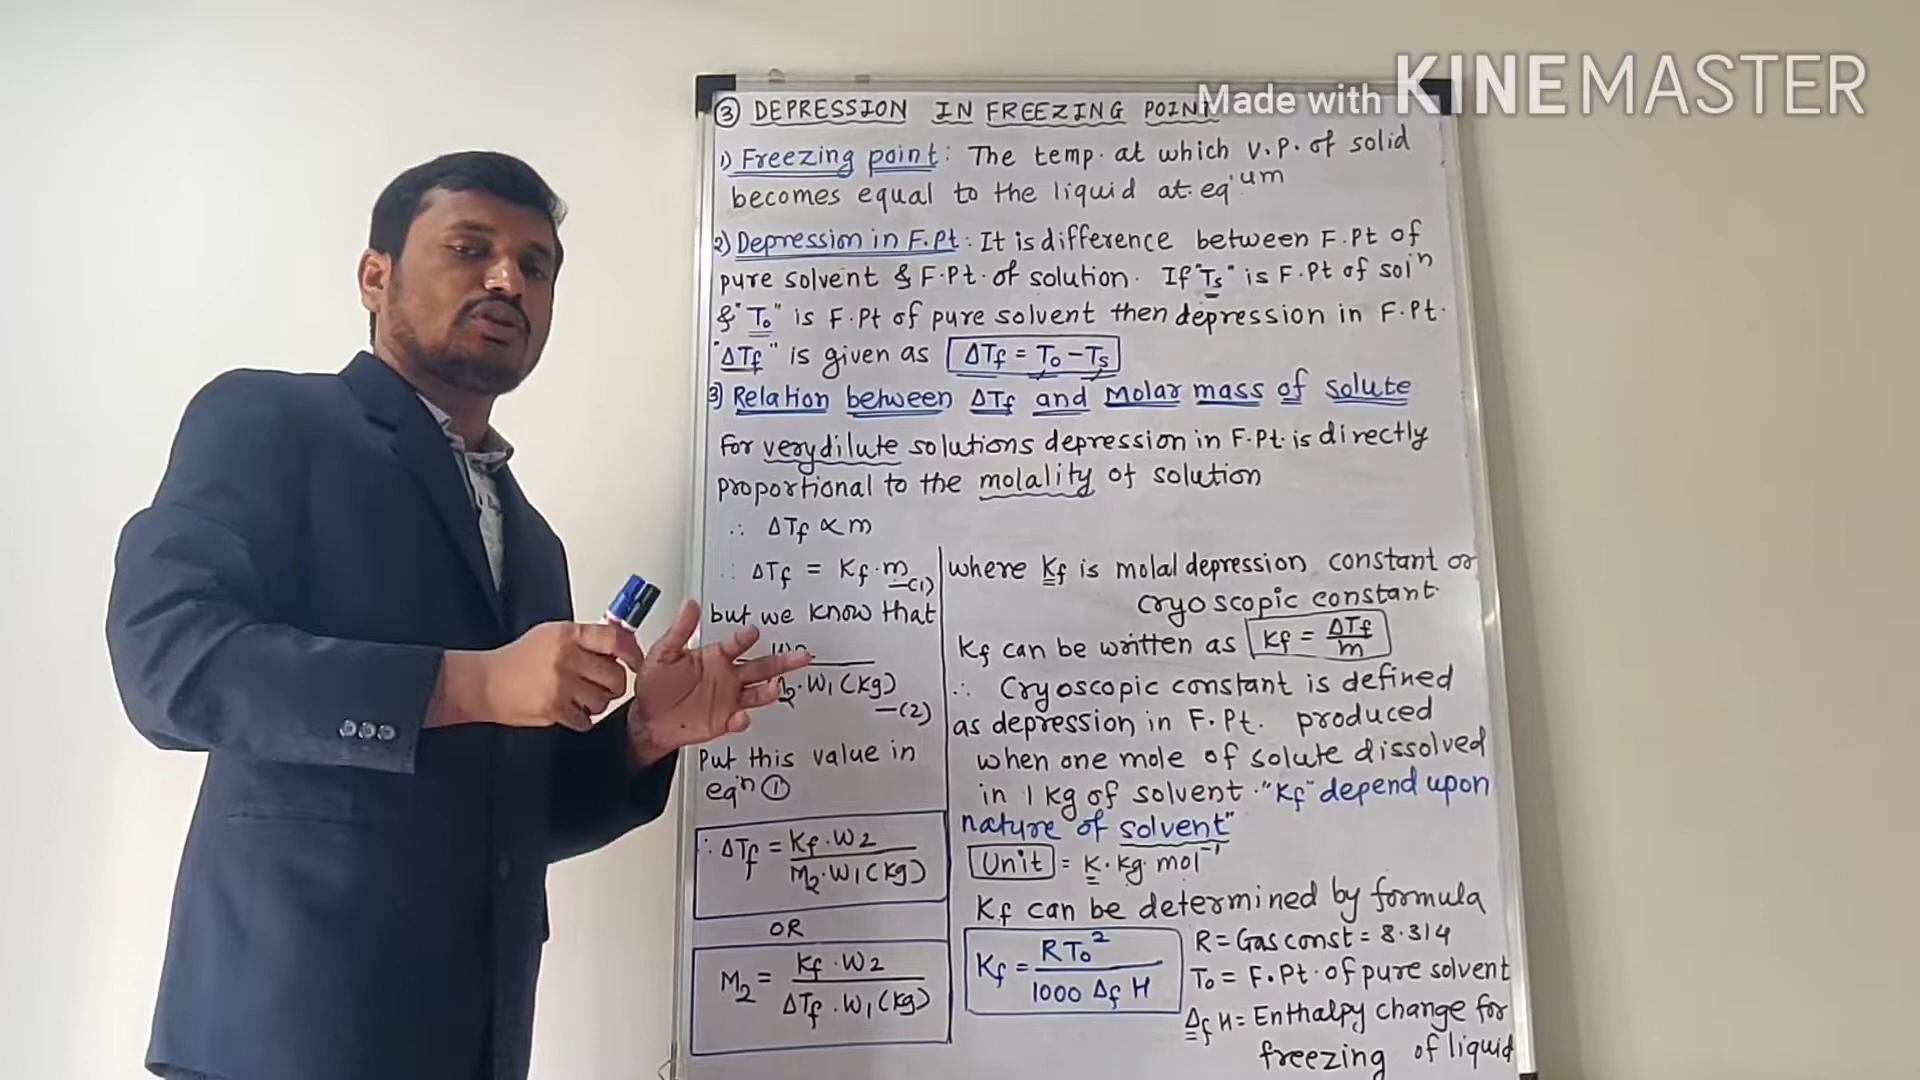 Made with KINEMASTER
③ DEPRESSION IN FREEZING POINT
1) Freezing point : The temp. at which V.P. of solid
becomes equal to the liquid at eq'um
2) Depression in F.Pt : It is difference between F.Pt of
pure solvent & F.Pt. of solution. If "Ts" is F.Pt of sol'n
& "To" is F.Pt of pure solvent then depression in F.Pt.
"ΔTf" is given as ΔTf = To - Ts
3) Relation between ΔTf and Molar mass of solute
For very dilute solutions depression in F.Pt. is directly
proportional to the molality of solution
∴ ΔTf ∝ m
∴ ΔTf = Kf · m —(1)
but we know that
M2 · W1 (kg) —(2)
Put this value in
eq'n ①
∴ ΔTf = Kf · W2 / M2 · W1 (kg)
OR
M2 = Kf · W2 / ΔTf · W1 (kg)
where Kf is molal depression constant or
Cryoscopic constant.
Kf can be written as Kf = ΔTf / m
∴ Cryoscopic constant is defined
as depression in F.Pt. produced
when one mole of solute dissolved
in 1 kg of solvent. "Kf" depend upon
nature of solvent"
Unit = K · kg · mol⁻¹
Kf can be determined by formula
Kf = RTo² / 1000 Δf H
R = Gas const = 8.314
To = F.Pt. of pure solvent
Δf H = Enthalpy change for
freezing of liquid